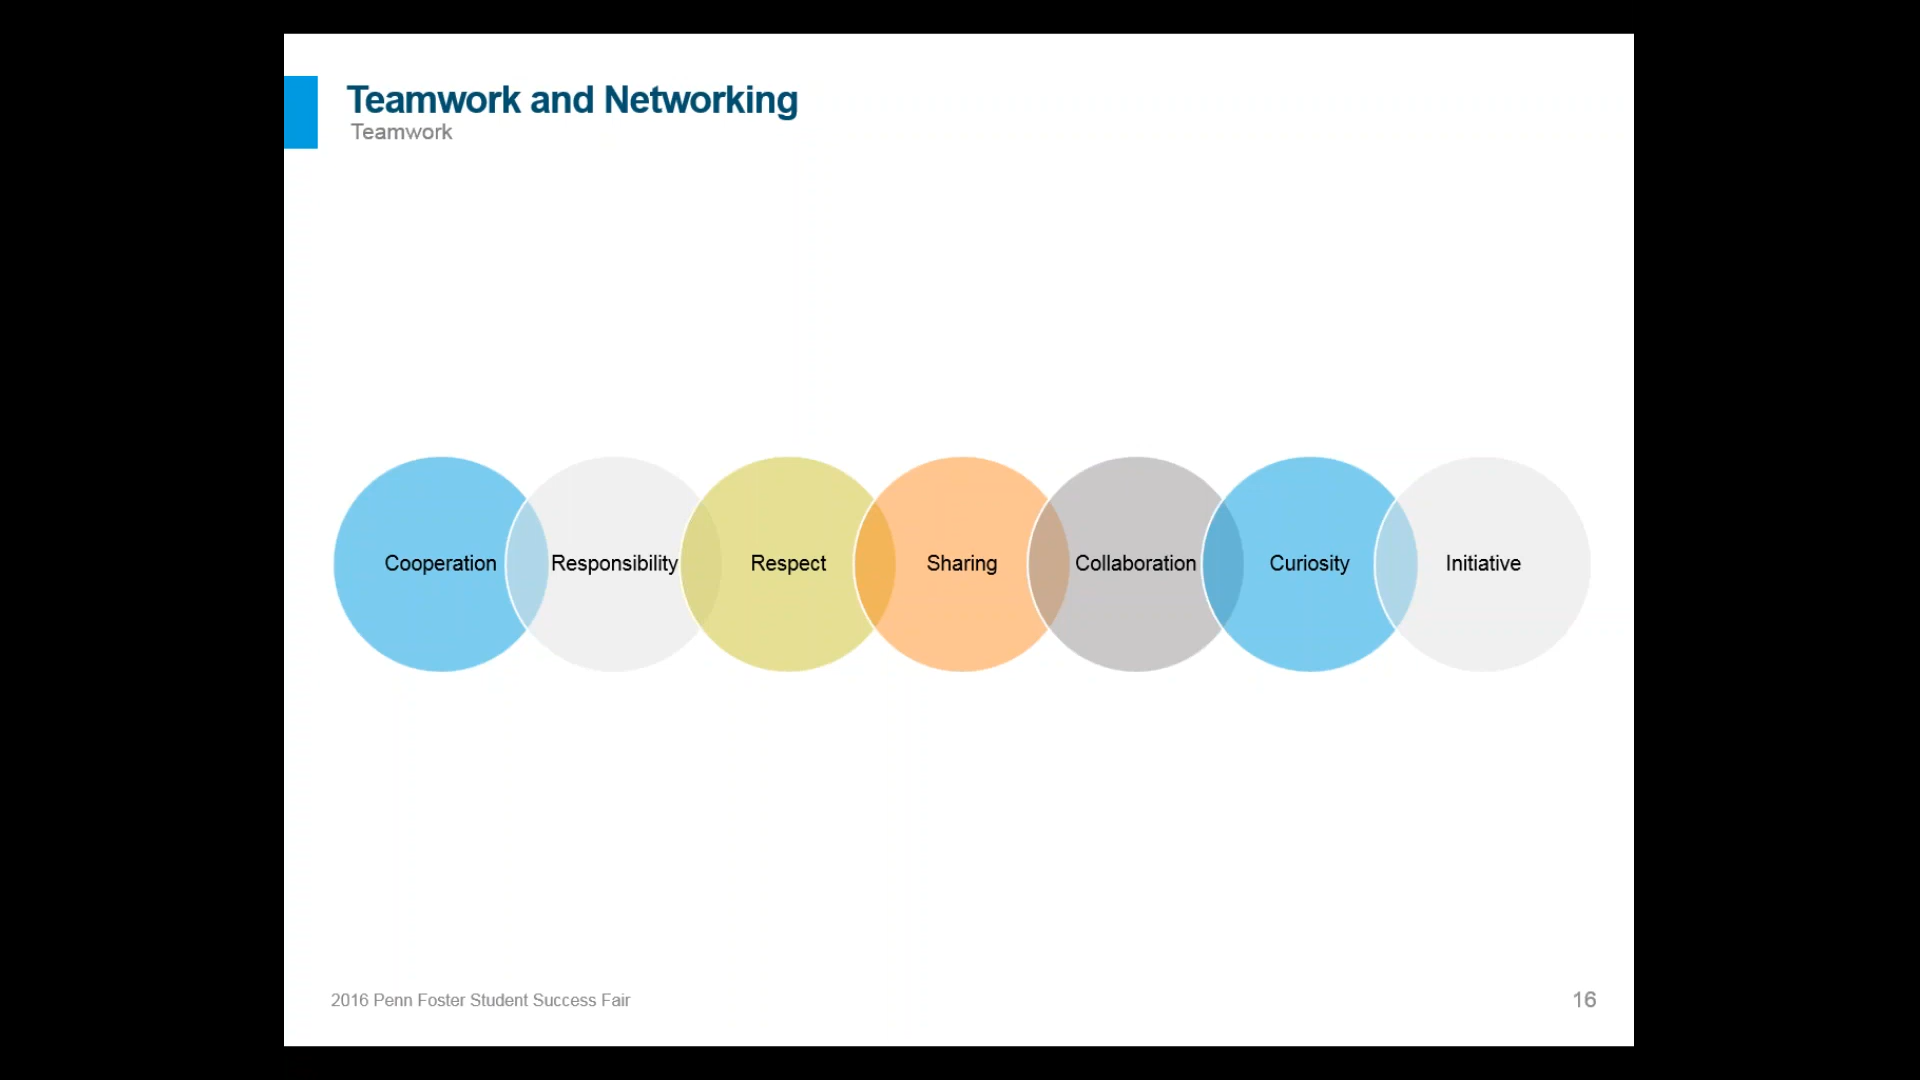 Teamwork and Networking
Teamwork
Cooperation
Responsibility
Respect
Sharing
Collaboration
Curiosity
Initiative
2016 Penn Foster Student Success Fair
16